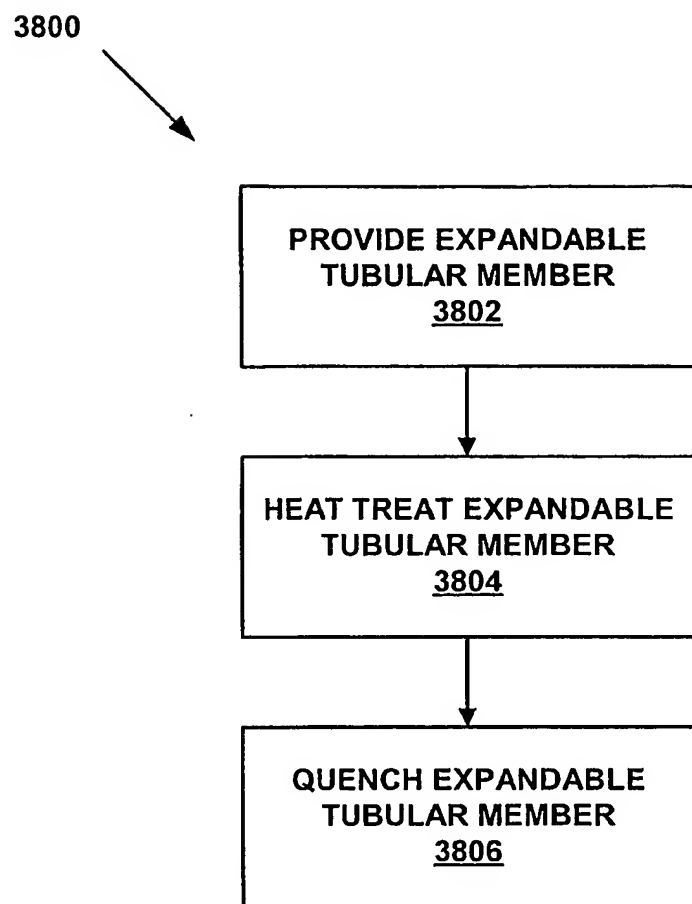 3800
PROVIDE EXPANDABLE
TUBULAR MEMBER
3802
HEAT TREAT EXPANDABLE
TUBULAR MEMBER
3804
QUENCH EXPANDABLE
TUBULAR MEMBER
3806